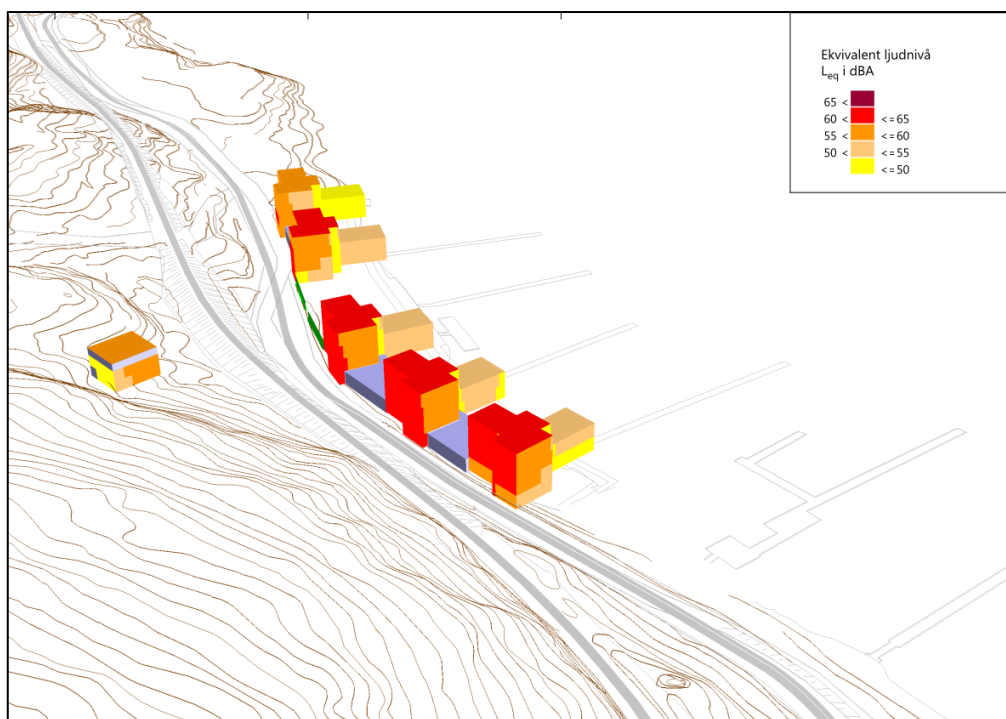 Ekvivalent ljudnivå
Leq i dBA
65 <
60 < <= 65
55 < <= 60
50 < <= 55
<= 50